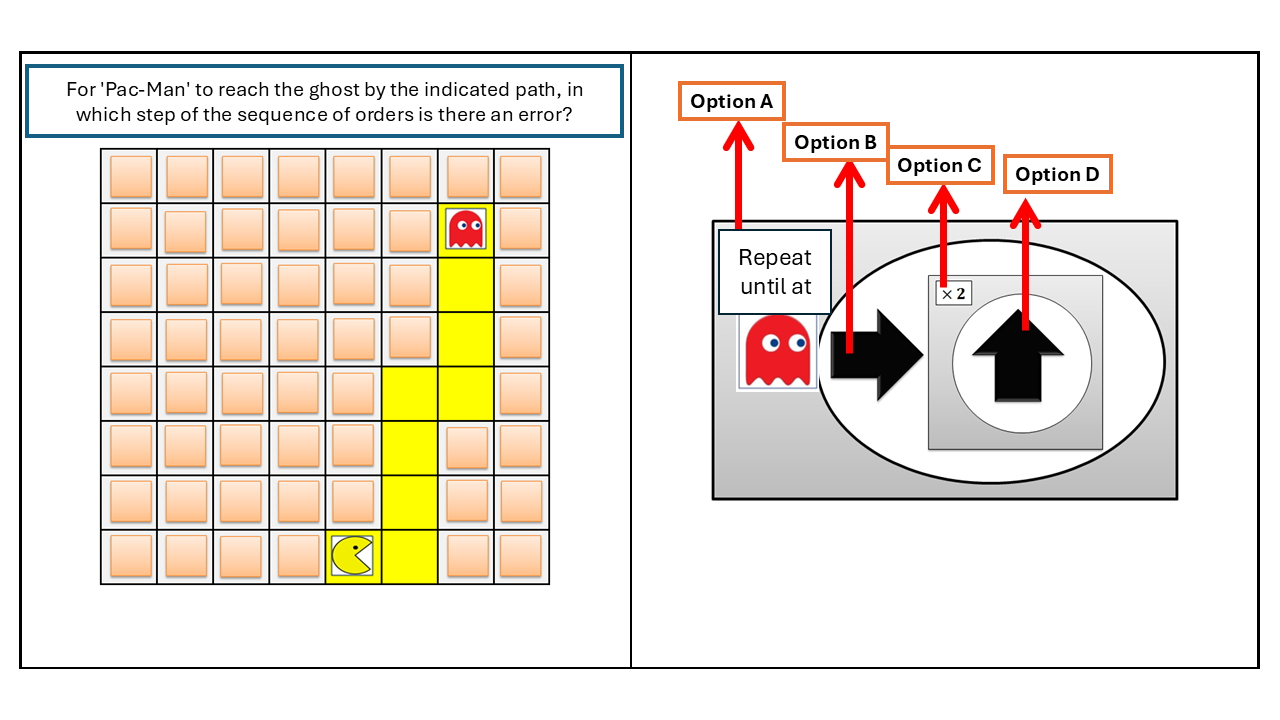 For 'Pac-Man' to reach the ghost by the indicated path, in
which step of the sequence of orders is there an error?
Option A
Option B
Option C
Option D
Repeat
until at
× 2